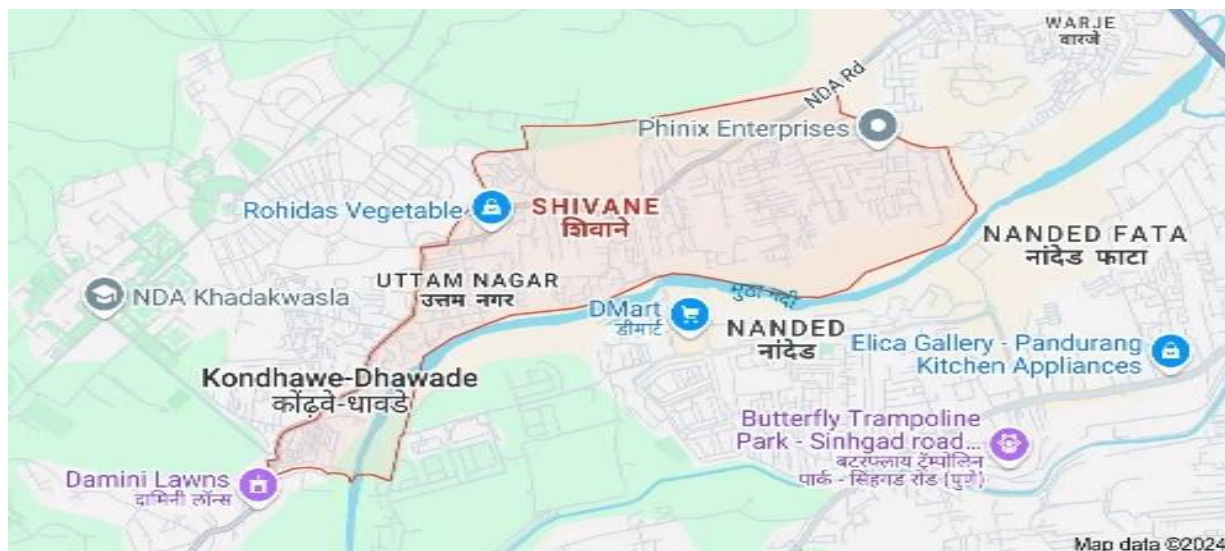 WARJE
वारजे
NDA Rd
Phinix Enterprises
Rohidas Vegetable
SHIVANE
शिवाने
NANDED FATA
नांदेड फाटा
UTTAM NAGAR
उत्तम नगर
NDA Khadakwasla
मुठा नदी
DMart
डीमार्ट
NANDED
नांदेड
Elica Gallery - Pandurang
Kitchen Appliances
Kondhawe-Dhawade
कोंढवे-धावडे
Butterfly Trampoline
Park - Sinhgad road...
बटरफ्लाय ट्रॅम्पोलिन
पार्क - सिंहगड रोड (पुणे)
Damini Lawns
दामिनी लॉन्स
Map data ©2024